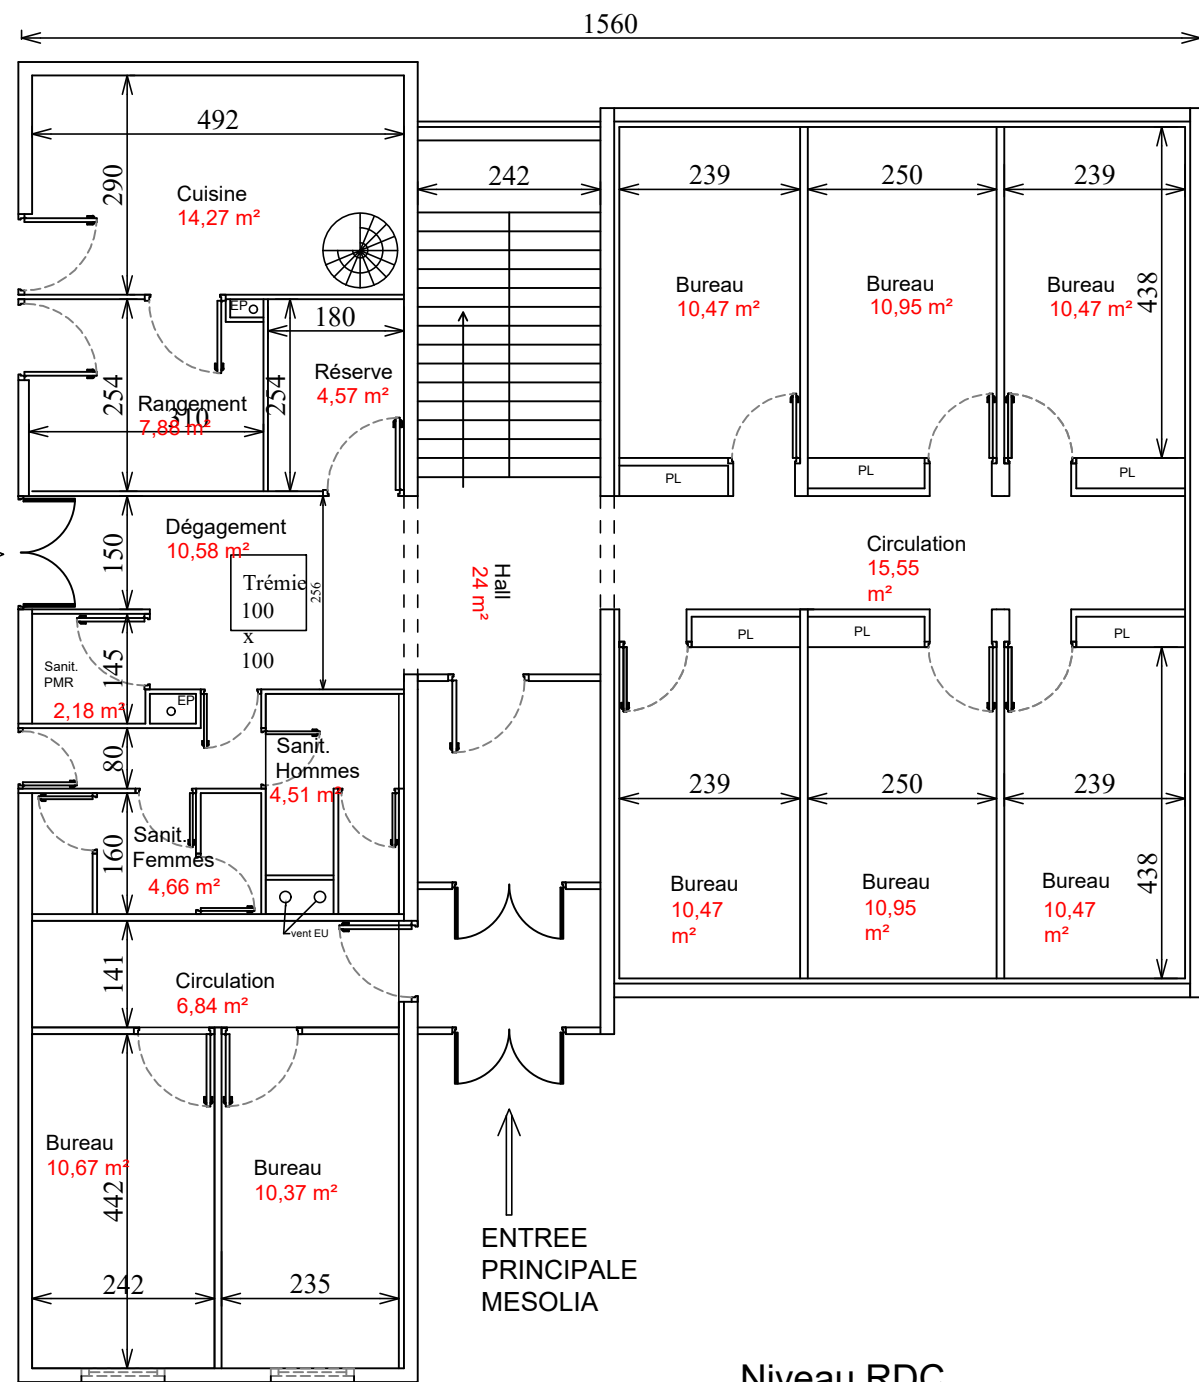 1560
492
290
Cuisine
14,27 m²
242
239
250
239
438
Bureau
10,47 m²
Bureau
10,95 m²
Bureau
10,47 m²
EP
180
254
254
Réserve
4,57 m²
Rangement
310
7,88 m²
PL
PL
PL
Dégagement
10,58 m²
150
Trémie
100
x
100
256
Hall
24 m²
Circulation
15,55
m²
PL
PL
PL
Sanit.
PMR
2,18 m²
145
EP
80
Sanit.
Hommes
4,51 m²
160
Sanit.
Femmes
4,66 m²
vent EU
239
250
239
438
Bureau
10,47
m²
Bureau
10,95
m²
Bureau
10,47
m²
141
Circulation
6,84 m²
Bureau
10,67 m²
Bureau
10,37 m²
442
242
235
ENTREE
PRINCIPALE
MESOLIA
Niveau RDC